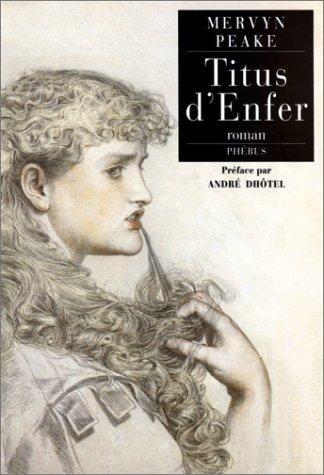 MERVYN
PEAKE
Titus
d'Enfer
roman
PHÉBUS
Préface par
ANDRÉ DHÔTEL